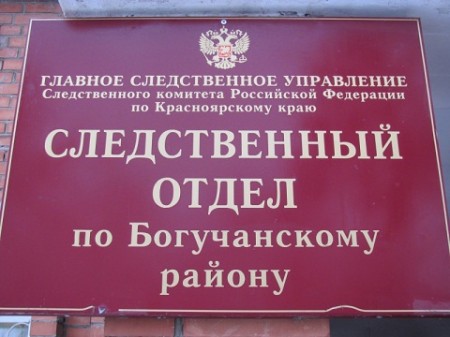 ГЛАВНОЕ СЛЕДСТВЕННОЕ УПРАВЛЕНИЕ
Следственного комитета Российской Федерации
по Красноярскому краю
СЛЕДСТВЕННЫЙ
ОТДЕЛ
по Богучанскому
району